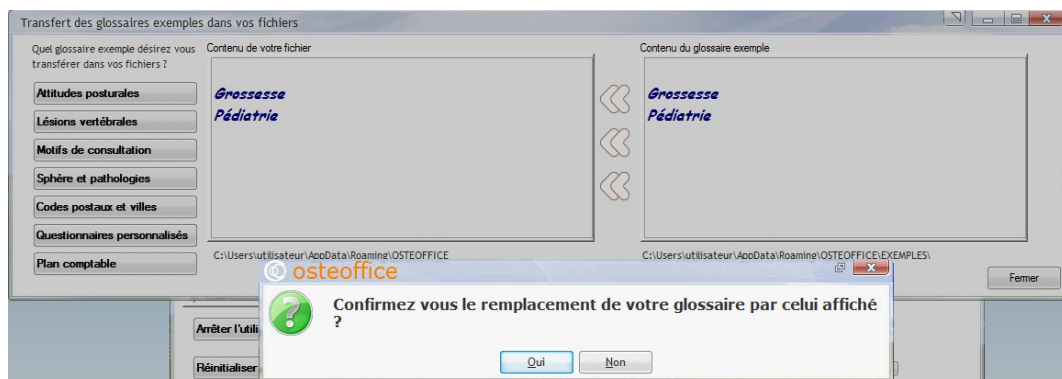 Transfert des glossaires exemples dans vos fichiers
Quel glossaire exemple désirez vous
transférer dans vos fichiers ?
Attitudes posturales
Lésions vertébrales
Motifs de consultation
Sphère et pathologies
Codes postaux et villes
Questionnaires personnalisés
Plan comptable
Contenu de votre fichier
Grossesse
Pédiatrie
C:\Users\utilisateur\AppData\Roaming\OSTEOFFICE
Contenu du glossaire exemple
Grossesse
Pédiatrie
C:\Users\utilisateur\AppData\Roaming\OSTEOFFICE\EXEMPLES\
Fermer
osteoffice
Confirmez vous le remplacement de votre glossaire par celui affiché
?
Oui
Non
Arrêter l'utili
Réinitialiser